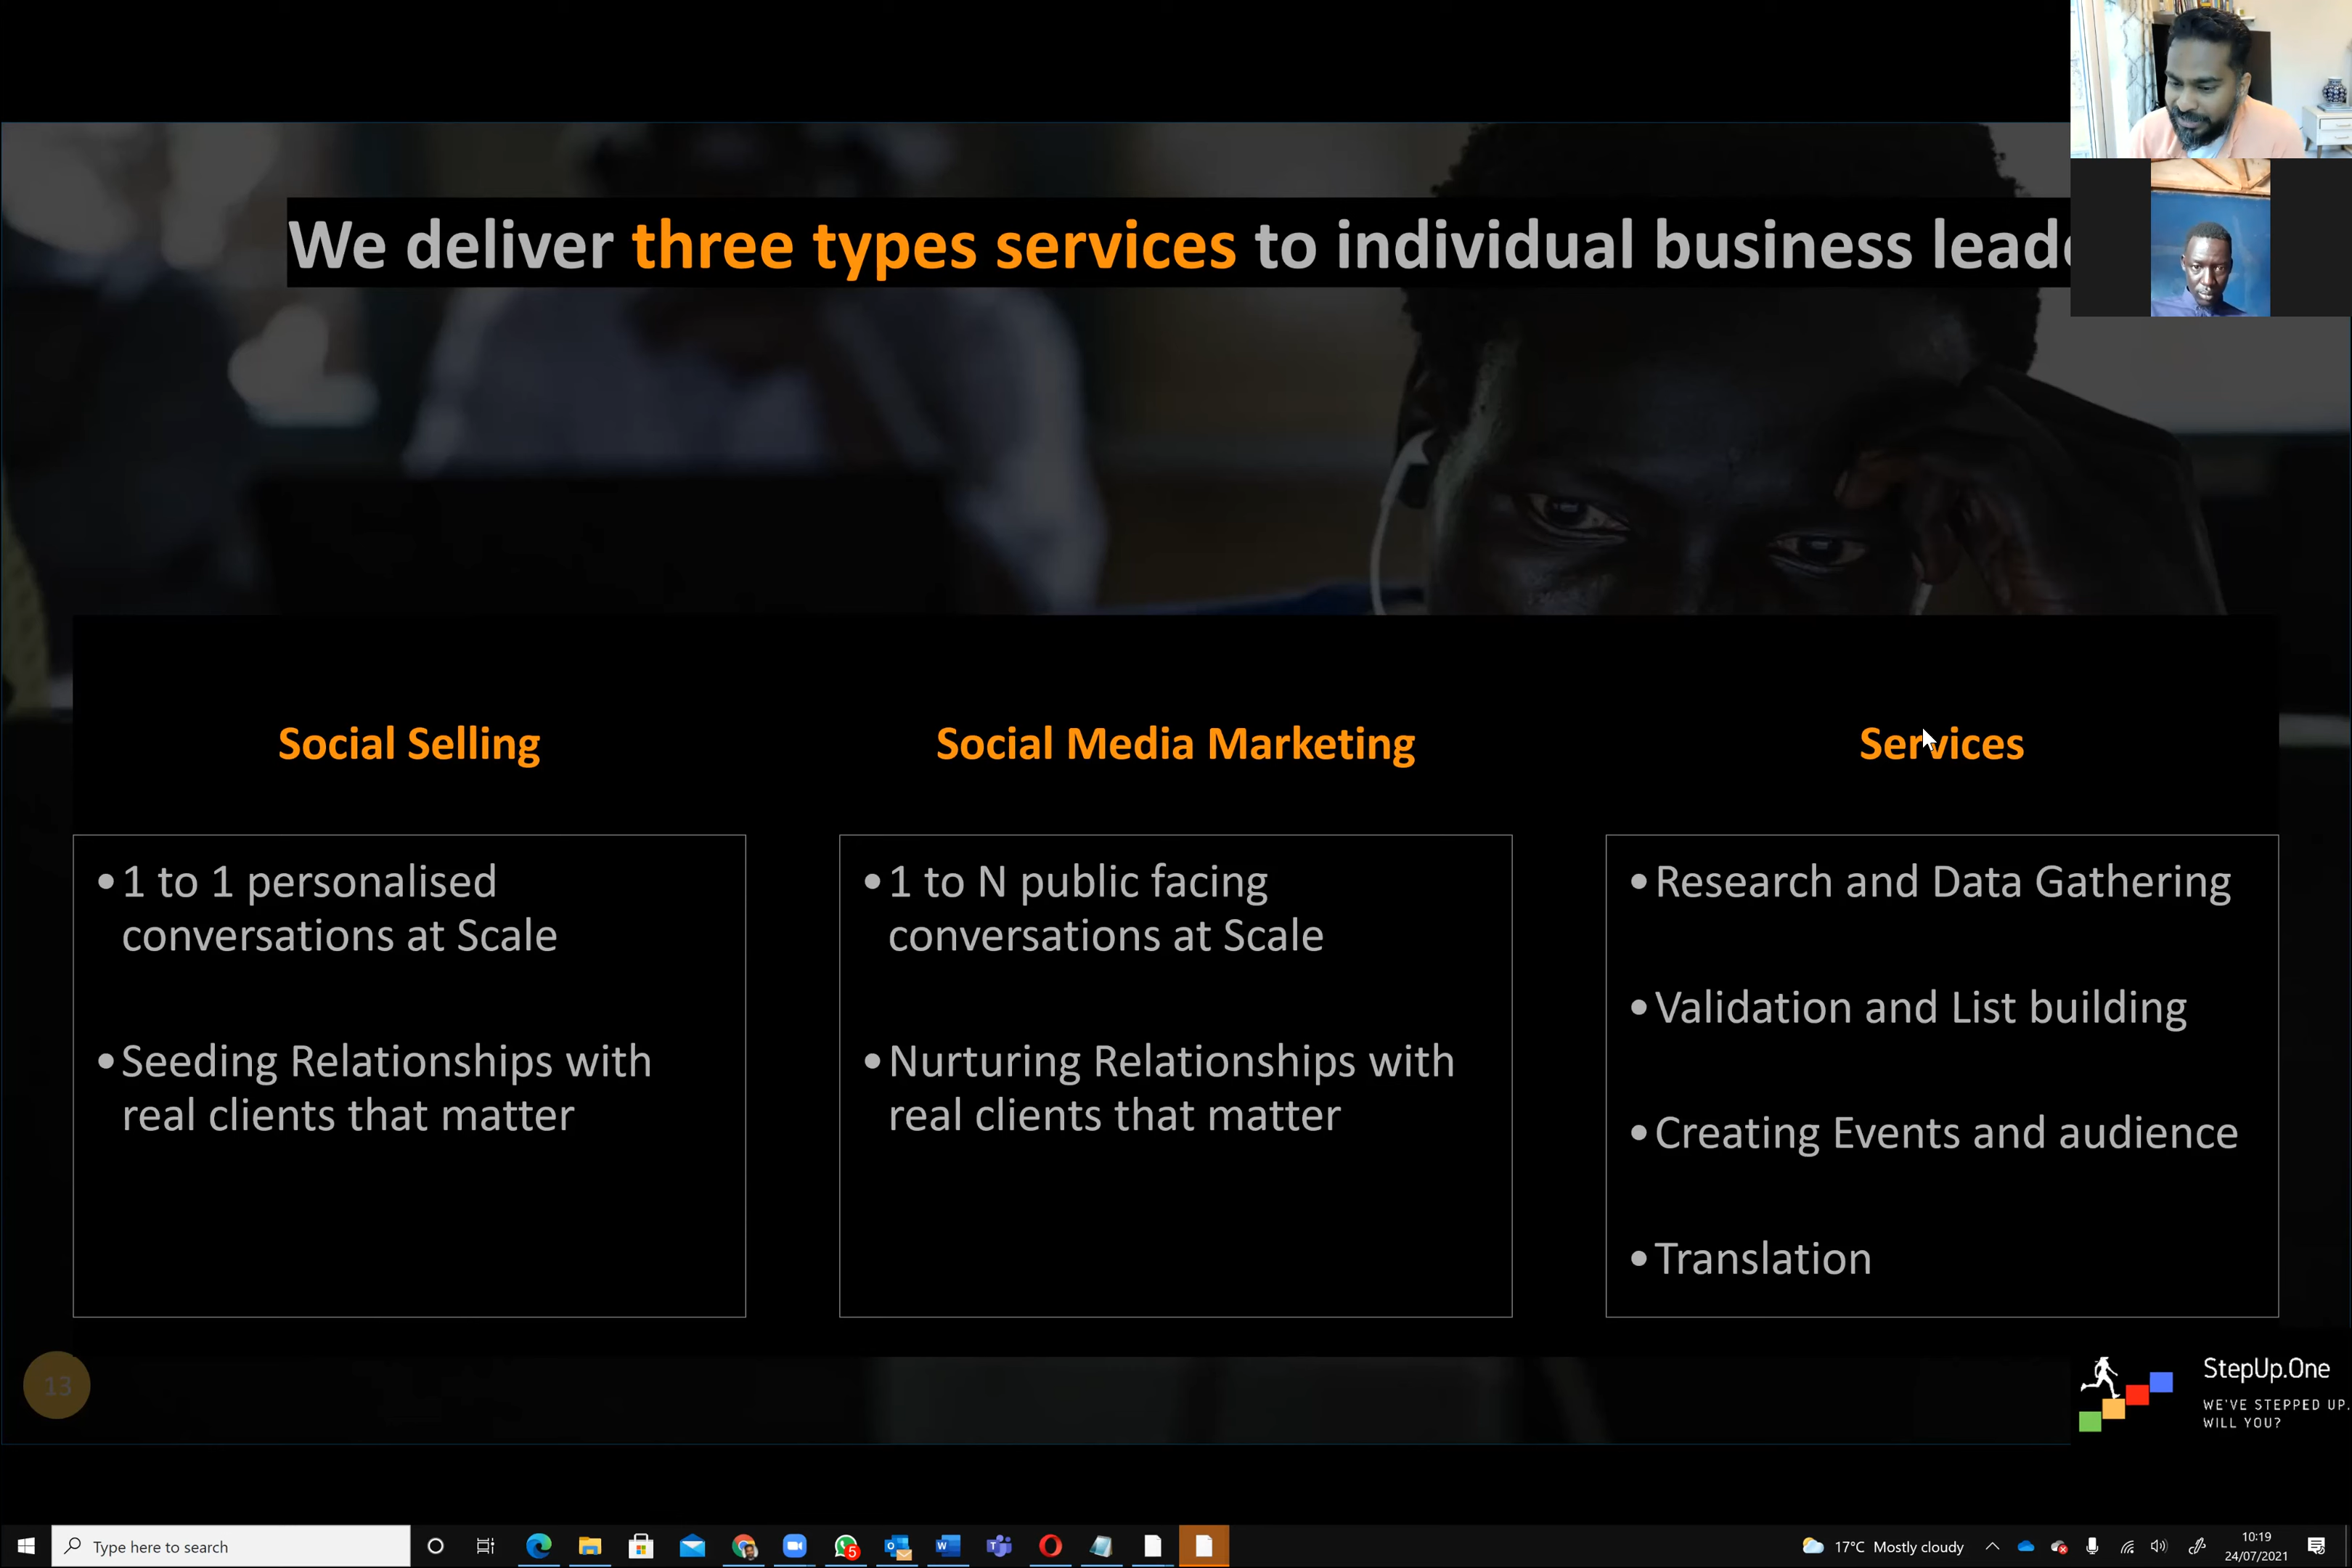 We deliver three types services to individual business
Social Selling
Social Media Marketing
Services
•1 to 1 personalised
conversations at Scale
•Seeding Relationships with
real clients that matter
•1 to N public facing
conversations at Scale
•Nurturing Relationships with
real clients that matter
•Research and Data Gathering
•Validation and List building
•Creating Events and audience
•Translation
13
StepUp.One
WE'VE STEPPED UP.
WILL YOU?
Type here to search
5
17°C Mostly cloudy
10:19
24/07/2021